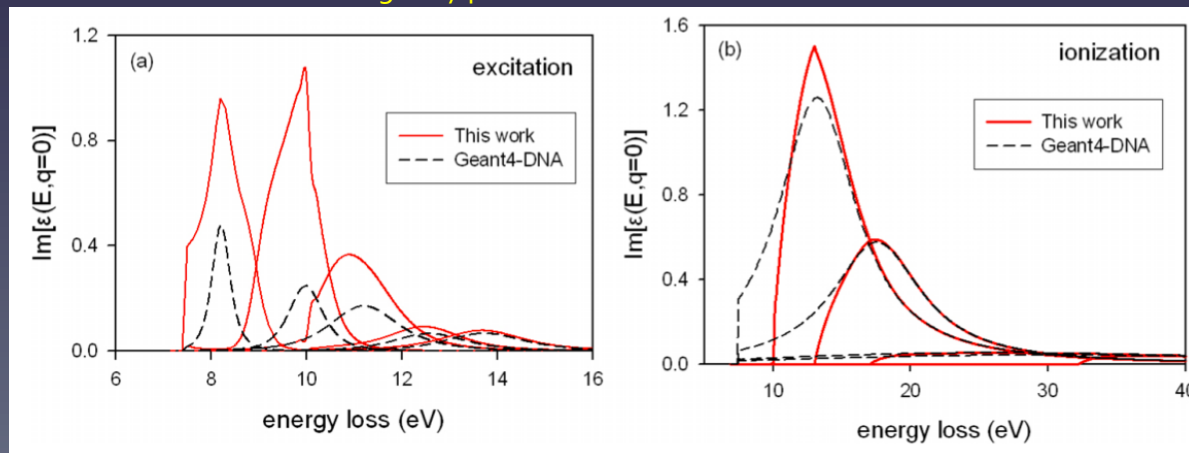 (a)
excitation
This work
Geant4-DNA
Im[ε(E,q=0)]
1.2
0.8
0.4
0.0
6 8 10 12 14 16
energy loss (eV)
(b)
ionization
This work
Geant4-DNA
Im[ε(E,q=0)]
1.6
1.2
0.8
0.4
0.0
10 20 30 40
energy loss (eV)